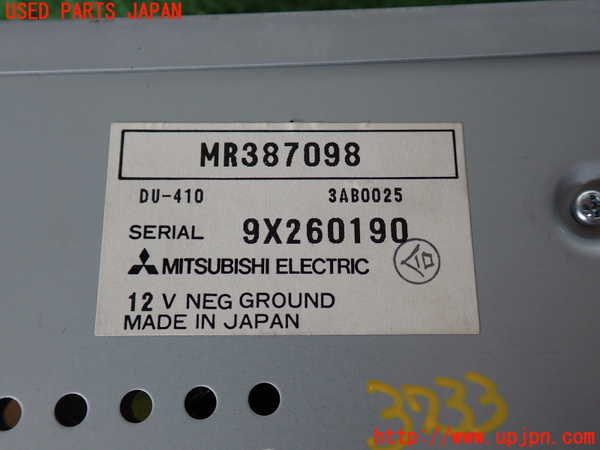 USED PARTS JAPAN
MR387098
DU-410 3AB0025
SERIAL 9X260190
MITSUBISHI ELECTRIC
12 V NEG GROUND
MADE IN JAPAN
3733
http://www.upjpn.com/